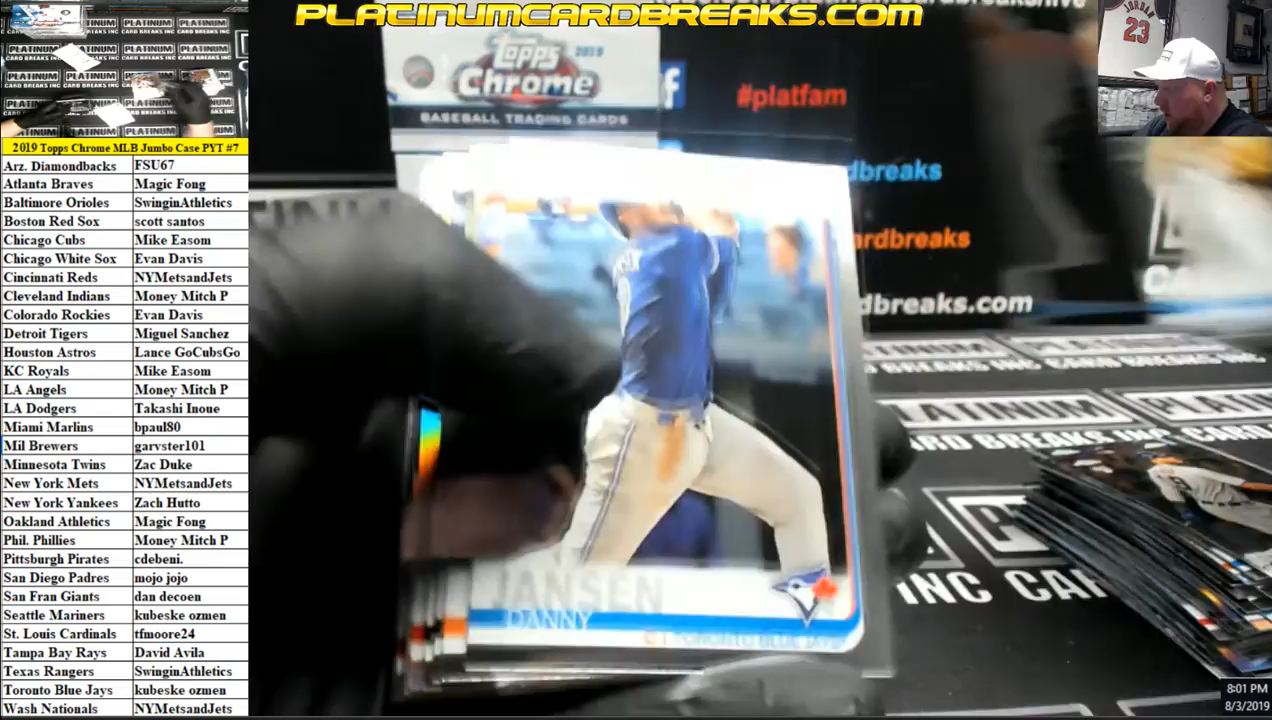 PLATINUMCARDBREAKS.COM
JORDAN
23
Topps 2019
Chrome
BASEBALL TRADING CARDS
#platfam
dbreaks
ardbreaks
dbreaks.com
2019 Topps Chrome MLB Jumbo Case PYT #7
Arz. Diamondbacks FSU67
Atlanta Braves Magic Fong
Baltimore Orioles SwinginAthletics
Boston Red Sox scott santos
Chicago Cubs Mike Easom
Chicago White Sox Evan Davis
Cincinnati Reds NYMetsandJets
Cleveland Indians Money Mitch P
Colorado Rockies Evan Davis
Detroit Tigers Miguel Sanchez
Houston Astros Lance GoCubsGo
KC Royals Mike Easom
LA Angels Money Mitch P
LA Dodgers Takashi Inoue
Miami Marlins bpaul80
Mil Brewers garvster101
Minnesota Twins Zac Duke
New York Mets NYMetsandJets
New York Yankees Zach Hutto
Oakland Athletics Magic Fong
Phil. Phillies Money Mitch P
Pittsburgh Pirates cdebeni.
San Diego Padres mojo jojo
San Fran Giants dan decoen
Seattle Mariners kubeske ozmen
St. Louis Cardinals tfmoore24
Tampa Bay Rays David Avila
Texas Rangers SwinginAthletics
Toronto Blue Jays kubeske ozmen
Wash Nationals NYMetsandJets
JANSEN
DANNY
INC CAR
8:01 PM
8/3/2019